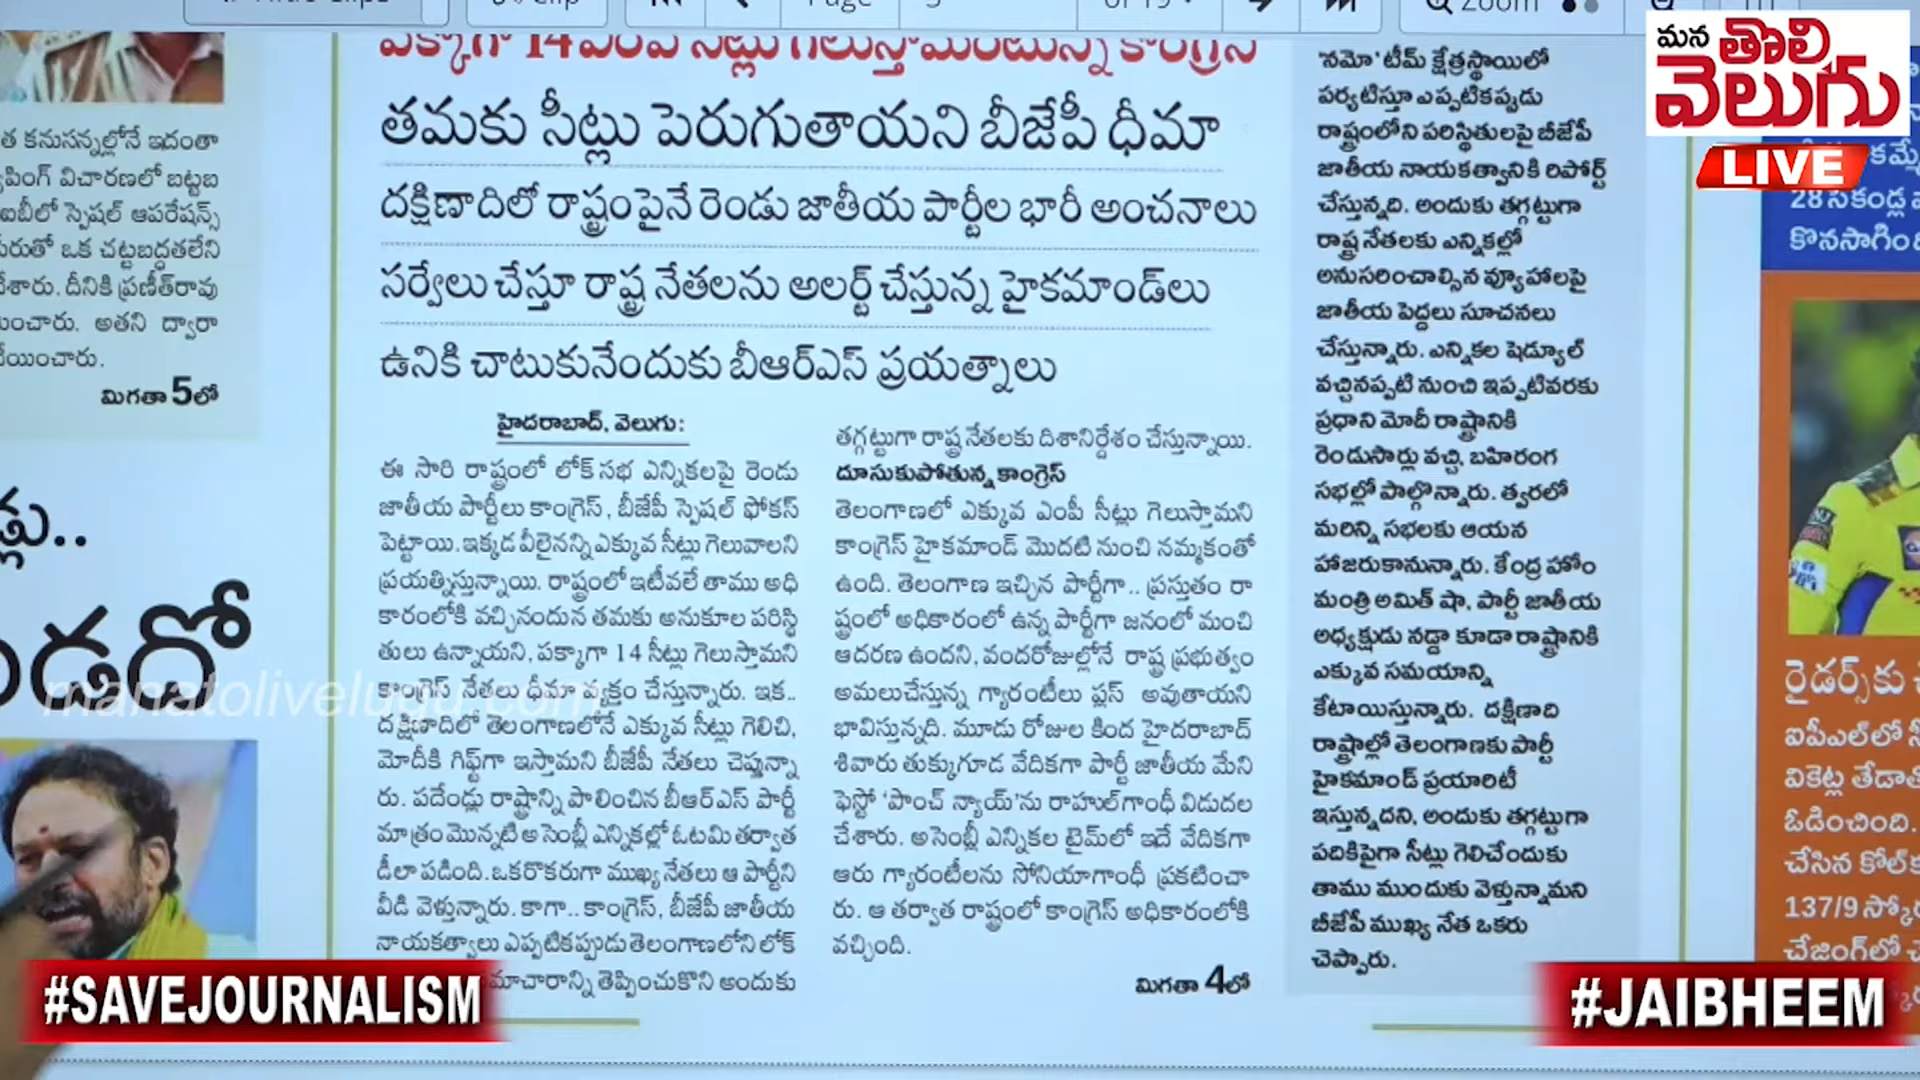 Page
of 19
Zoom
మన తొలి వెలుగు
LIVE
పక్కాగా 14 ఎంపీ సీట్లు గెలుస్తామంటున్న కాంగ్రెస్
తమకు సీట్లు పెరుగుతాయని బీజేపీ ధీమా
దక్షిణాదిలో రాష్ట్రంపైనే రెండు జాతీయ పార్టీల భారీ అంచనాలు
సర్వేలు చేస్తూ రాష్ట్ర నేతలను అలర్ట్ చేస్తున్న హైకమాండ్‌లు
ఉనికి చాటుకునేందుకు బీఆర్ఎస్ ప్రయత్నాలు
త కనుసన్నల్లోనే ఇదంతా
పింగ్ విచారణలో బట్టబ
ఐబీలో స్పెషల్ ఆపరేషన్స్
రుతో ఒక చట్టబద్ధతలేని
శారు. దీనికి ప్రణీత్‌రావు
ంచారు. అతని ద్వారా
యించారు.
మిగతా 5లో
హైదరాబాద్, వెలుగు:
ఈ సారి రాష్ట్రంలో లోక్ సభ ఎన్నికలపై రెండు
జాతీయ పార్టీలు కాంగ్రెస్, బీజేపీ స్పెషల్ ఫోకస్
పెట్టాయి. ఇక్కడ వీలైనన్ని ఎక్కువ సీట్లు గెలువాలని
ప్రయత్నిస్తున్నాయి. రాష్ట్రంలో ఇటీవలే తాము అధి
కారంలోకి వచ్చినందున తమకు అనుకూల పరిస్థి
తులు ఉన్నాయని, పక్కాగా 14 సీట్లు గెలుస్తామని
కాంగ్రెస్ నేతలు ధీమా వ్యక్తం చేస్తున్నారు. ఇక..
దక్షిణాదిలో తెలంగాణలోనే ఎక్కువ సీట్లు గెలిచి,
మోదీకి గిఫ్ట్‌గా ఇస్తామని బీజేపీ నేతలు చెప్తున్నా
రు. పదేండ్లు రాష్ట్రాన్ని పాలించిన బీఆర్ఎస్ పార్టీ
మాత్రం మొన్నటి అసెంబ్లీ ఎన్నికల్లో ఓటమి తర్వాత
డీలా పడింది. ఒకరొకరుగా ముఖ్య నేతలు ఆ పార్టీని
వీడి వెళ్తున్నారు. కాగా.. కాంగ్రెస్, బీజేపీ జాతీయ
నాయకత్వాలు ఎప్పటికప్పుడు తెలంగాణలోని లోక్
మాచారాన్ని తెప్పించుకొని అందుకు
తగ్గట్టుగా రాష్ట్ర నేతలకు దిశానిర్దేశం చేస్తున్నాయి.
దూసుకుపోతున్న కాంగ్రెస్
తెలంగాణలో ఎక్కువ ఎంపీ సీట్లు గెలుస్తామని
కాంగ్రెస్ హైకమాండ్ మొదటి నుంచి నమ్మకంతో
ఉంది. తెలంగాణ ఇచ్చిన పార్టీగా.. ప్రస్తుతం రా
ష్ట్రంలో అధికారంలో ఉన్న పార్టీగా జనంలో మంచి
ఆదరణ ఉందని, వందరోజుల్లోనే రాష్ట్ర ప్రభుత్వం
అమలుచేస్తున్న గ్యారంటీలు ప్లస్ అవుతాయని
భావిస్తున్నది. మూడు రోజుల కింద హైదరాబాద్
శివారు తుక్కుగూడ వేదికగా పార్టీ జాతీయ మేని
ఫెస్టో 'పాంచ్ న్యాయ్'ను రాహుల్‌గాంధీ విడుదల
చేశారు. అసెంబ్లీ ఎన్నికల టైమ్‌లో ఇదే వేదికగా
ఆరు గ్యారంటీలను సోనియాగాంధీ ప్రకటించా
రు. ఆ తర్వాత రాష్ట్రంలో కాంగ్రెస్ అధికారంలోకి
వచ్చింది.
మిగతా 4లో
'నమో' టీమ్ క్షేత్రస్థాయిలో
పర్యటిస్తూ ఎప్పటికప్పుడు
రాష్ట్రంలోని పరిస్థితులపై బీజేపీ
జాతీయ నాయకత్వానికి రిపోర్ట్
చేస్తున్నది. అందుకు తగ్గట్టుగా
రాష్ట్ర నేతలకు ఎన్నికల్లో
అనుసరించాల్సిన వ్యూహాలపై
జాతీయ పెద్దలు సూచనలు
చేస్తున్నారు. ఎన్నికల షెడ్యూల్
వచ్చినప్పటి నుంచి ఇప్పటివరకు
ప్రధాని మోదీ రాష్ట్రానికి
రెండుసార్లు వచ్చి, బహిరంగ
సభల్లో పాల్గొన్నారు. త్వరలో
మరిన్ని సభలకు ఆయన
హాజరుకానున్నారు. కేంద్ర హోం
మంత్రి అమిత్ షా, పార్టీ జాతీయ
అధ్యక్షుడు నడ్డా కూడా రాష్ట్రానికి
ఎక్కువ సమయాన్ని
కేటాయిస్తున్నారు. దక్షిణాది
రాష్ట్రాల్లో తెలంగాణకు పార్టీ
హైకమాండ్ ప్రయారిటీ
ఇస్తున్నదని, అందుకు తగ్గట్టుగా
పదికిపైగా సీట్లు గెలిచేందుకు
తాము ముందుకు వెళ్తున్నామని
బీజేపీ ముఖ్య నేత ఒకరు
చెప్పారు.
28 సెకండ్ల
కొనసాగింది
రైడర్స్‌కు
ఐపీఎల్‌లో
వికెట్ల తేడాత
ఓడించింది.
చేసిన కోల్‌క
137/9 స్కో
చేజింగ్‌లో
manatolivelugu.com
#SAVEJOURNALISM
#JAIBHEEM